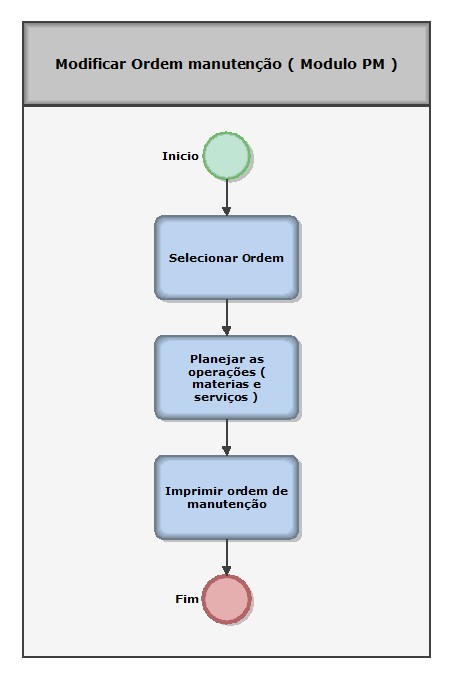 Modificar Ordem manutenção ( Modulo PM )
Inicio
Selecionar Ordem
Planejar as
operações (
materias e
serviços )
Imprimir ordem de
manutenção
Fim